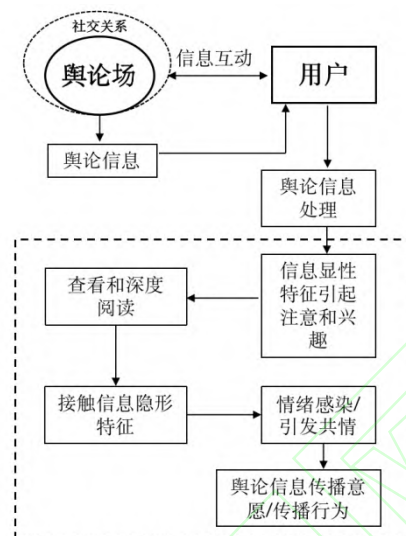 社交关系
舆论场
信息互动
用户
舆论信息
舆论信息
处理
信息显性
特征引起
注意和兴
趣
查看和深度
阅读
接触信息隐形
特征
情绪感染/
引发共情
舆论信息传播意
愿/传播行为